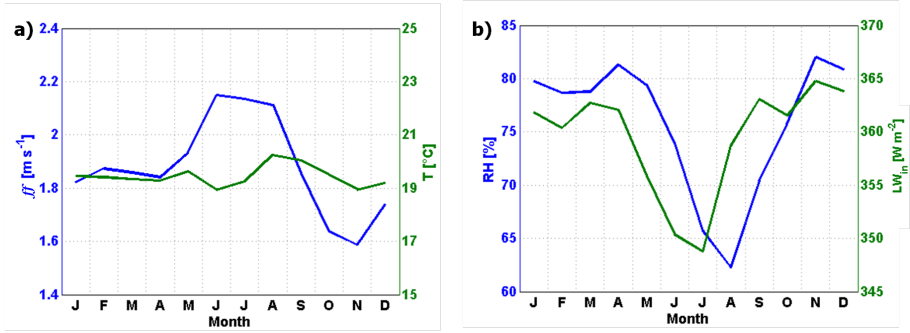 a)
2.4
2.2
2
1.8
1.6
1.4
ff [m s-1]
25
23
21
19
17
15
T [°C]
J F M A M J J A S O N D
Month
b)
85
80
75
70
65
60
RH [%]
370
365
360
355
350
345
LWin [W m-2]
J F M A M J J A S O N D
Month